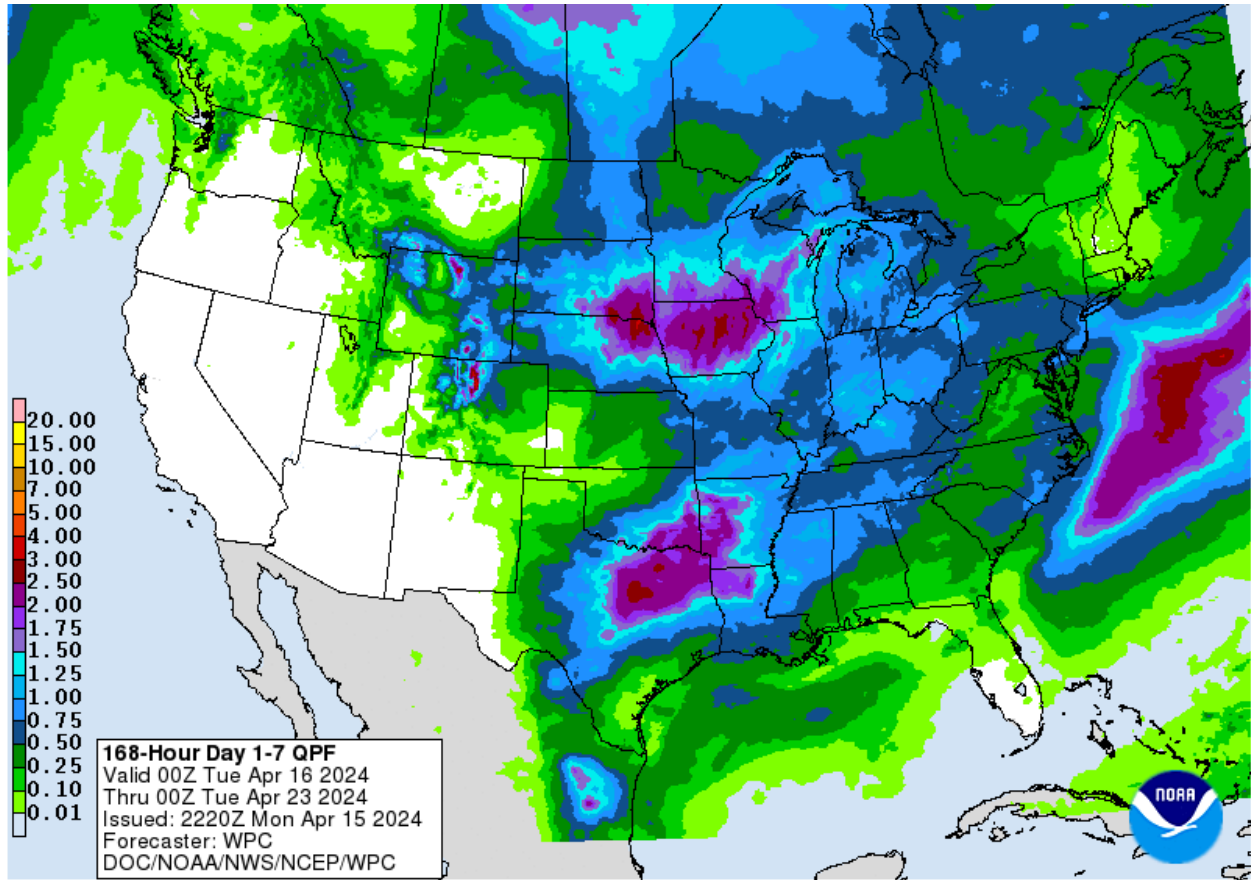 20.00
15.00
10.00
7.00
5.00
4.00
3.00
2.50
2.00
1.75
1.50
1.25
1.00
0.75
0.50
0.25
0.10
0.01
168-Hour Day 1-7 QPF
Valid 00Z Tue Apr 16 2024
Thru 00Z Tue Apr 23 2024
Issued: 2220Z Mon Apr 15 2024
Forecaster: WPC
DOC/NOAA/NWS/NCEP/WPC
NOAA